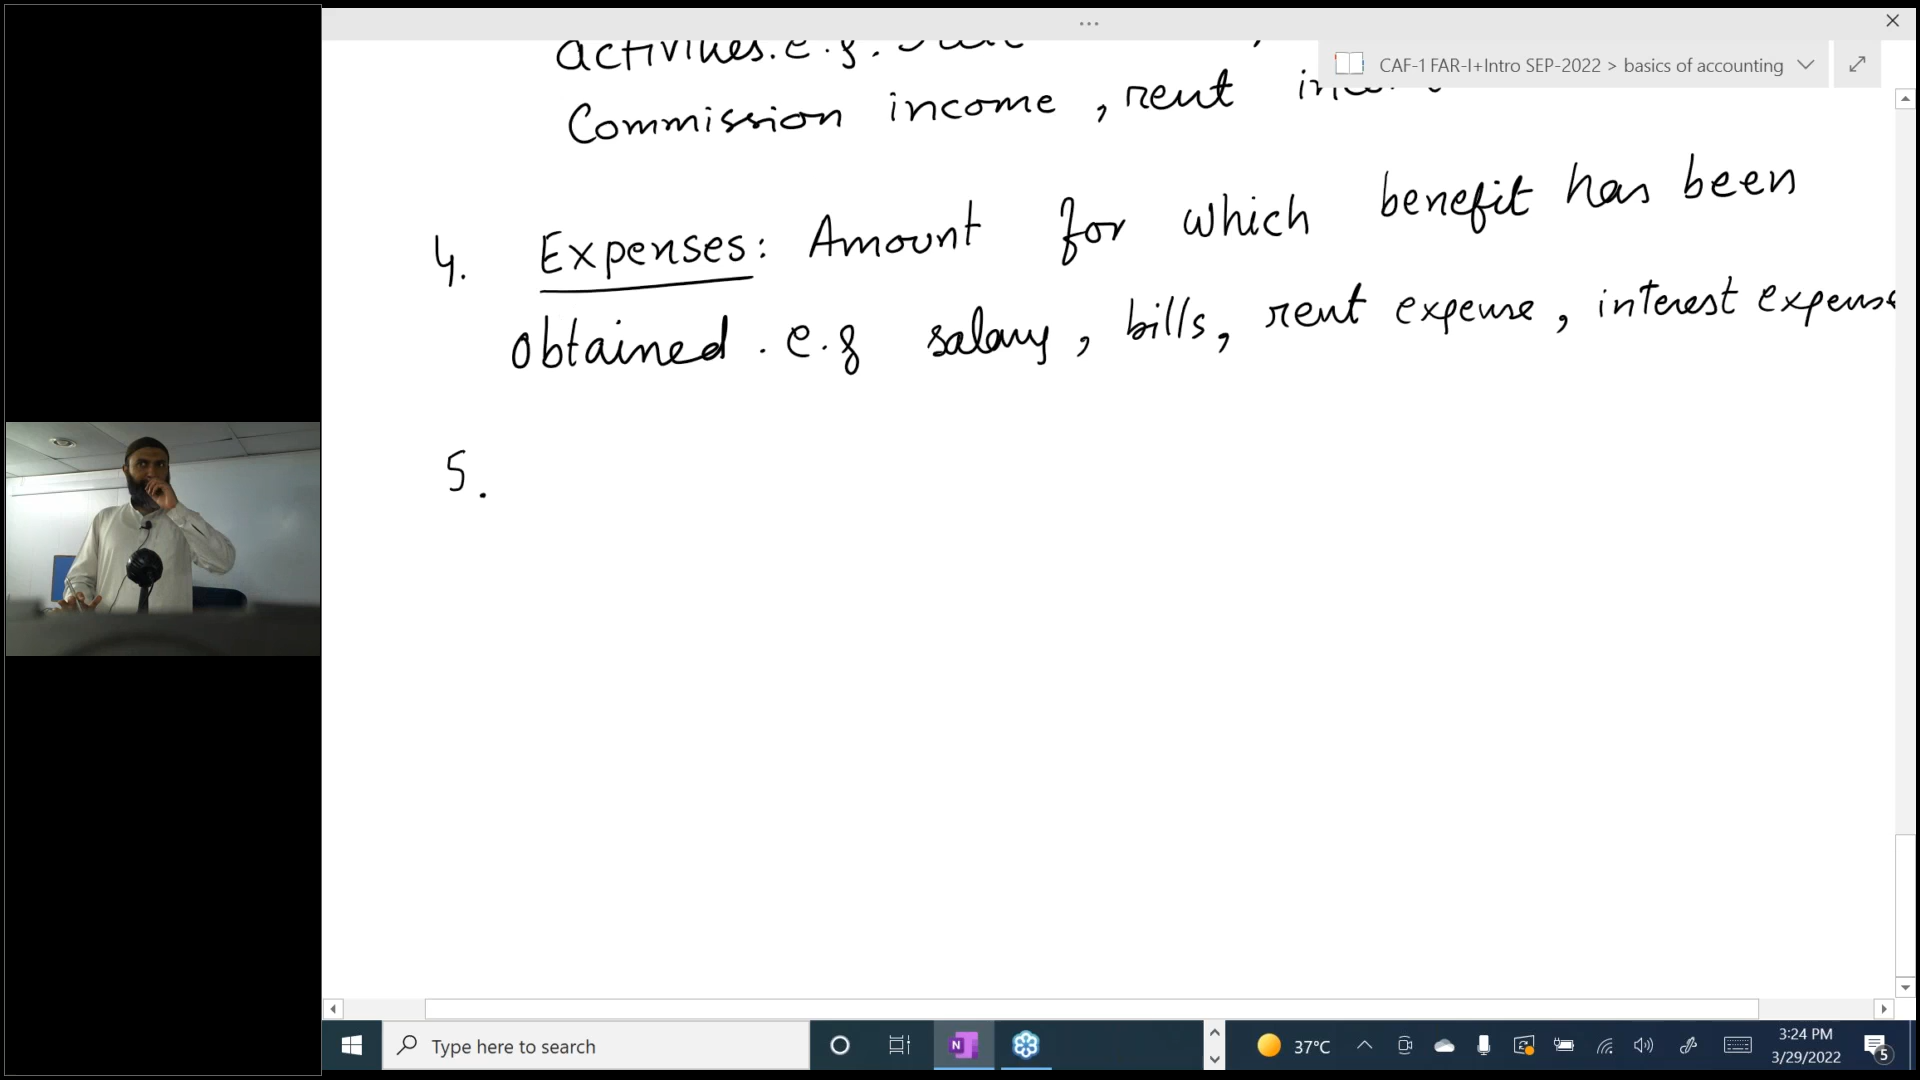 CAF-1 FAR-I+Intro SEP-2022 > basics of accounting
activities. e.g.
Commission income, rent
4. Expenses: Amount for which benefit has been
obtained. e.g salary, bills, rent expense, interest expense
5.
N
Type here to search
37°C
3:24 PM
3/29/2022
5